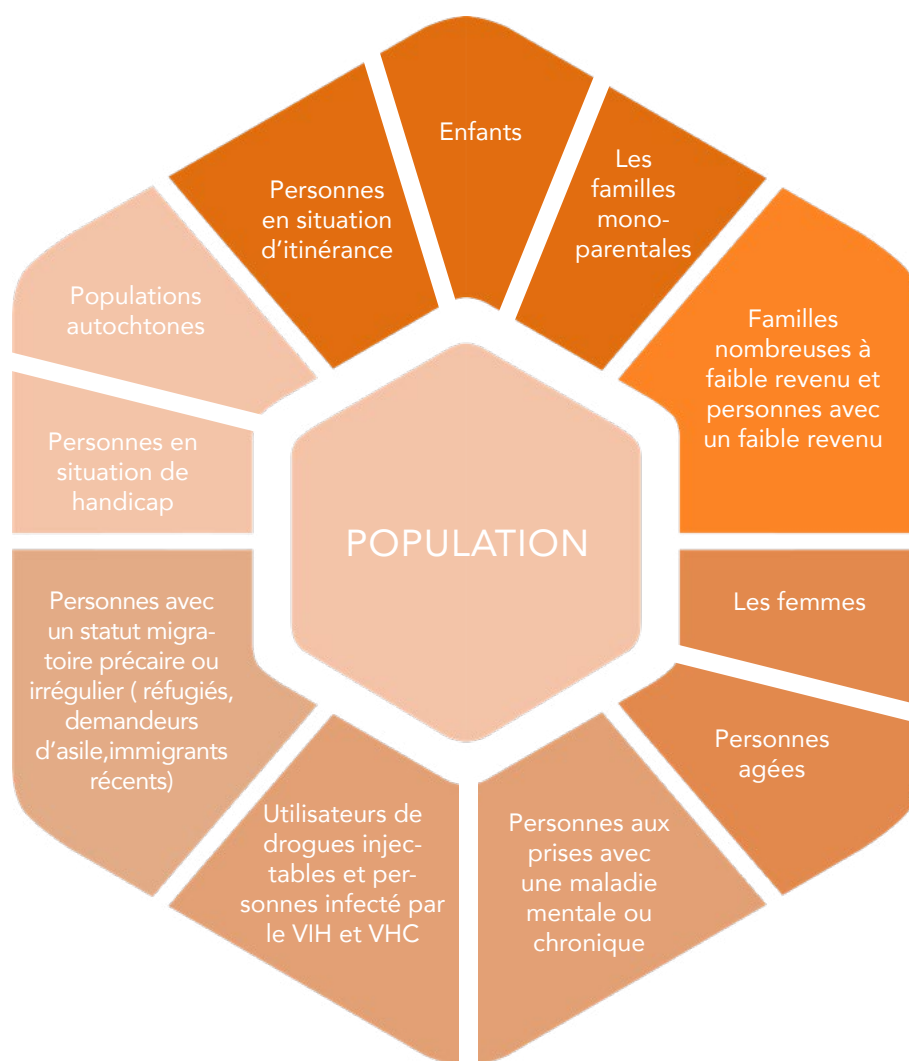 Enfants
Les
familles
mono-
parentales
Personnes
en situation
d'itinérance
Populations
autochtones
Familles
nombreuses à
faible revenu et
personnes avec
un faible revenu
Personnes en
situation de
handicap
POPULATION
Personnes avec
un statut migra-
toire précaire ou
irrégulier ( réfugiés,
demandeurs
d'asile,immigrants
récents)
Les femmes
Personnes
agées
Utilisateurs de
drogues injec-
tables et per-
sonnes infecté par
le VIH et VHC
Personnes aux
prises avec
une maladie
mentale ou
chronique